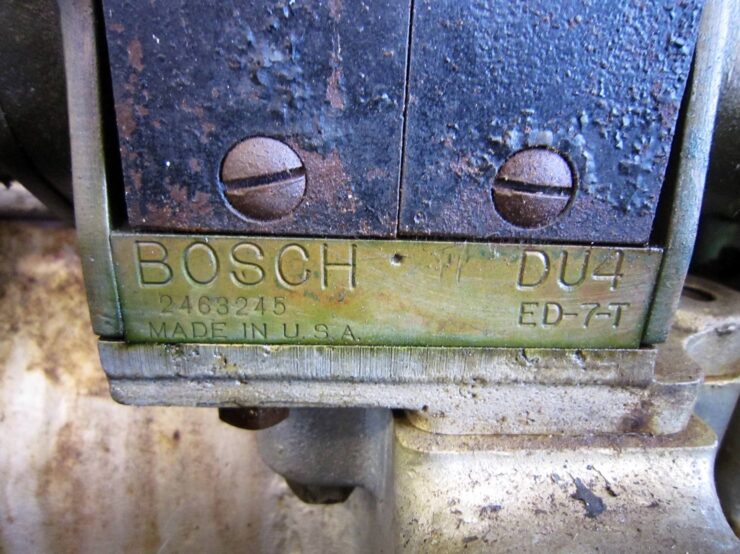 BOSCH DU4
2463245 ED-7-T
MADE IN U.S.A.